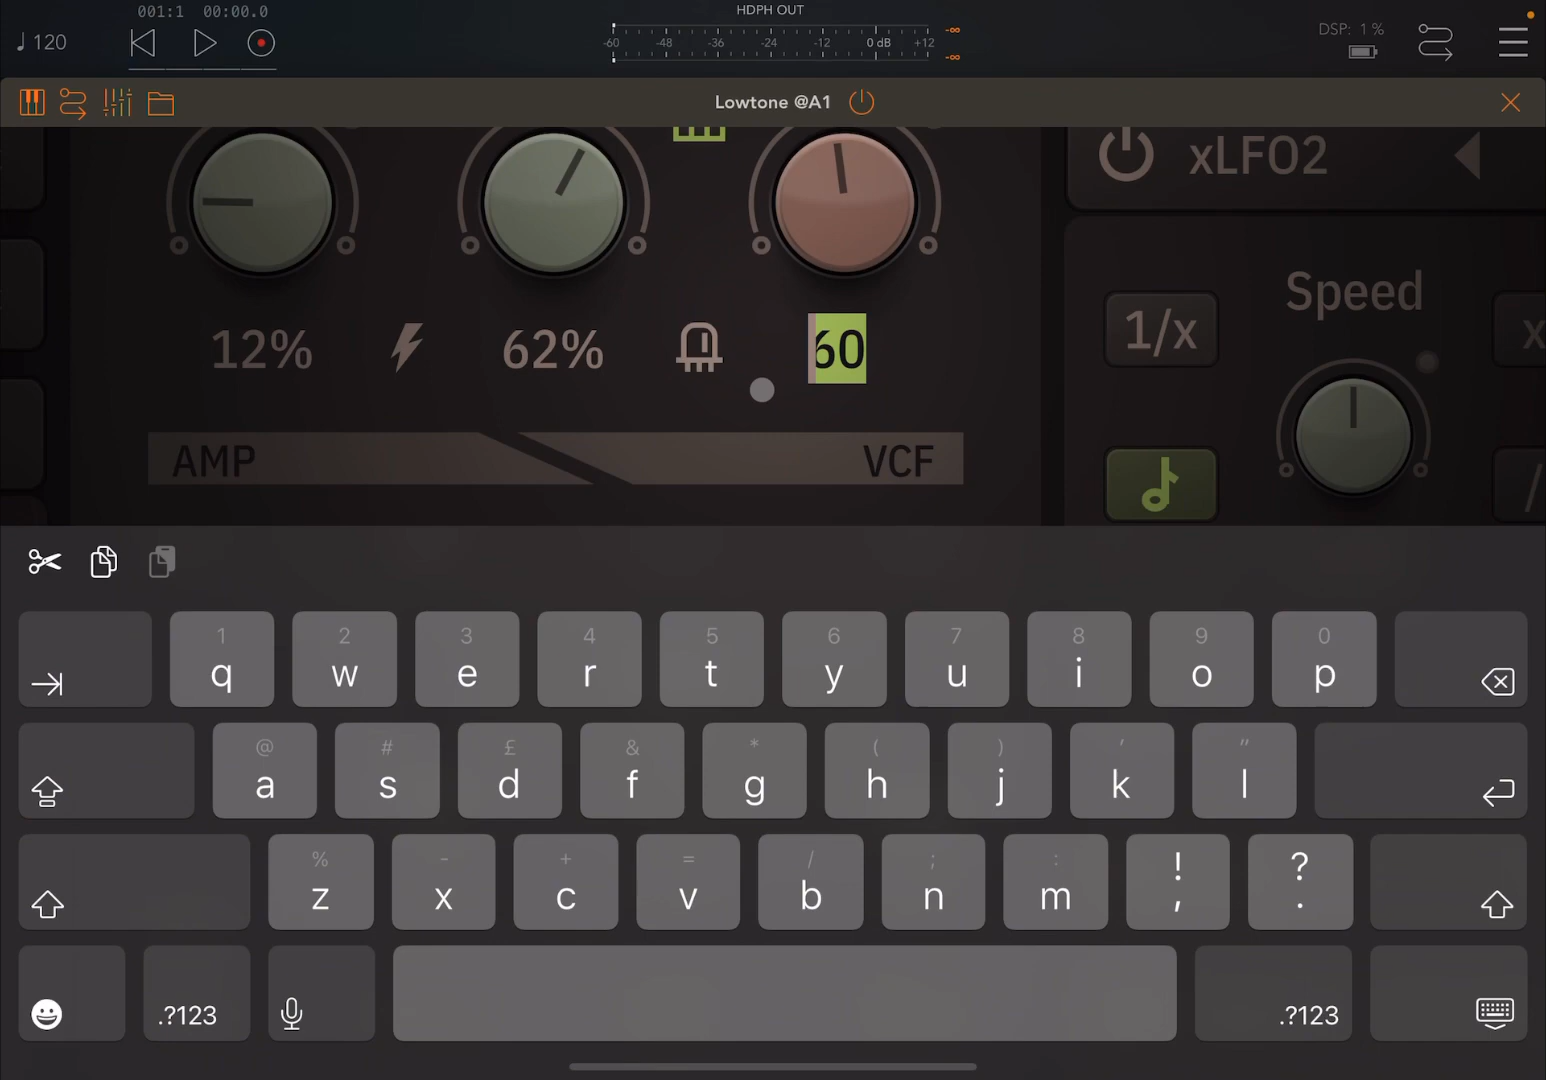 001:1 00:00.0
HDPH OUT
120
-60 -48 -36 -24 -12 0 dB +12
-∞
-∞
DSP: 1 %
Lowtone @A1
xLFO2
Speed
1/x
x
12%
62%
60
AMP
VCF
/
1 2 3 4 5 6 7 8 9 0
q w e r t y u i o p
@ # £ & * ( ) ' "
a s d f g h j k l
% - + = / ; : ! ?
z x c v b n m , .
.?123
.?123